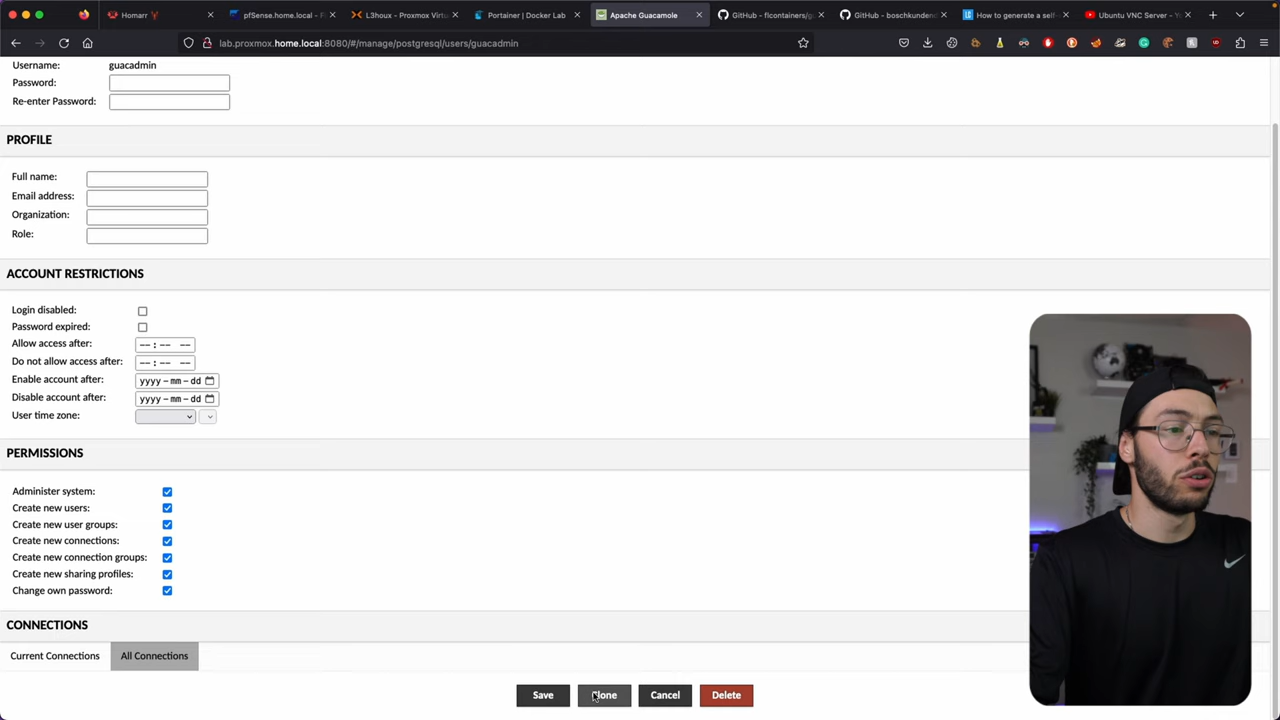 Homarr
pfSense.home.local - Fi
L3houx - Proxmox Virtu
Portainer | Docker Lab
Apache Guacamole
GitHub - flcontainers/gu
GitHub - boschkundend
How to generate a self-
Ubuntu VNC Server - Yo
lab.proxmox.home.local:8080/#/manage/postgresql/users/guacadmin
Username: guacadmin
Password:
Re-enter Password:
PROFILE
Full name:
Email address:
Organization:
Role:
ACCOUNT RESTRICTIONS
Login disabled:
Password expired:
Allow access after: --:-- --
Do not allow access after: --:-- --
Enable account after: yyyy-mm-dd
Disable account after: yyyy-mm-dd
User time zone:
PERMISSIONS
Administer system:
Create new users:
Create new user groups:
Create new connections:
Create new connection groups:
Create new sharing profiles:
Change own password:
CONNECTIONS
Current Connections All Connections
Save Clone Cancel Delete